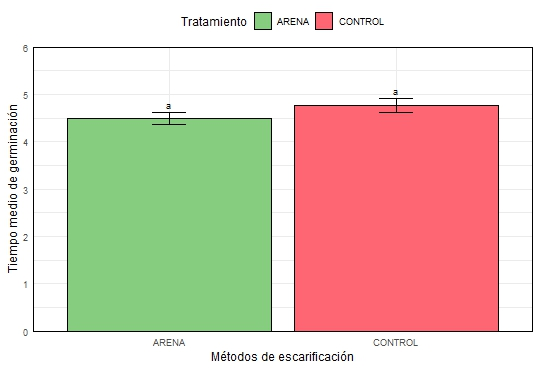 Tratamiento ARENA CONTROL
Tiempo medio de germinación
6
5
4
3
2
1
0
a
a
ARENA CONTROL
Métodos de escarificación